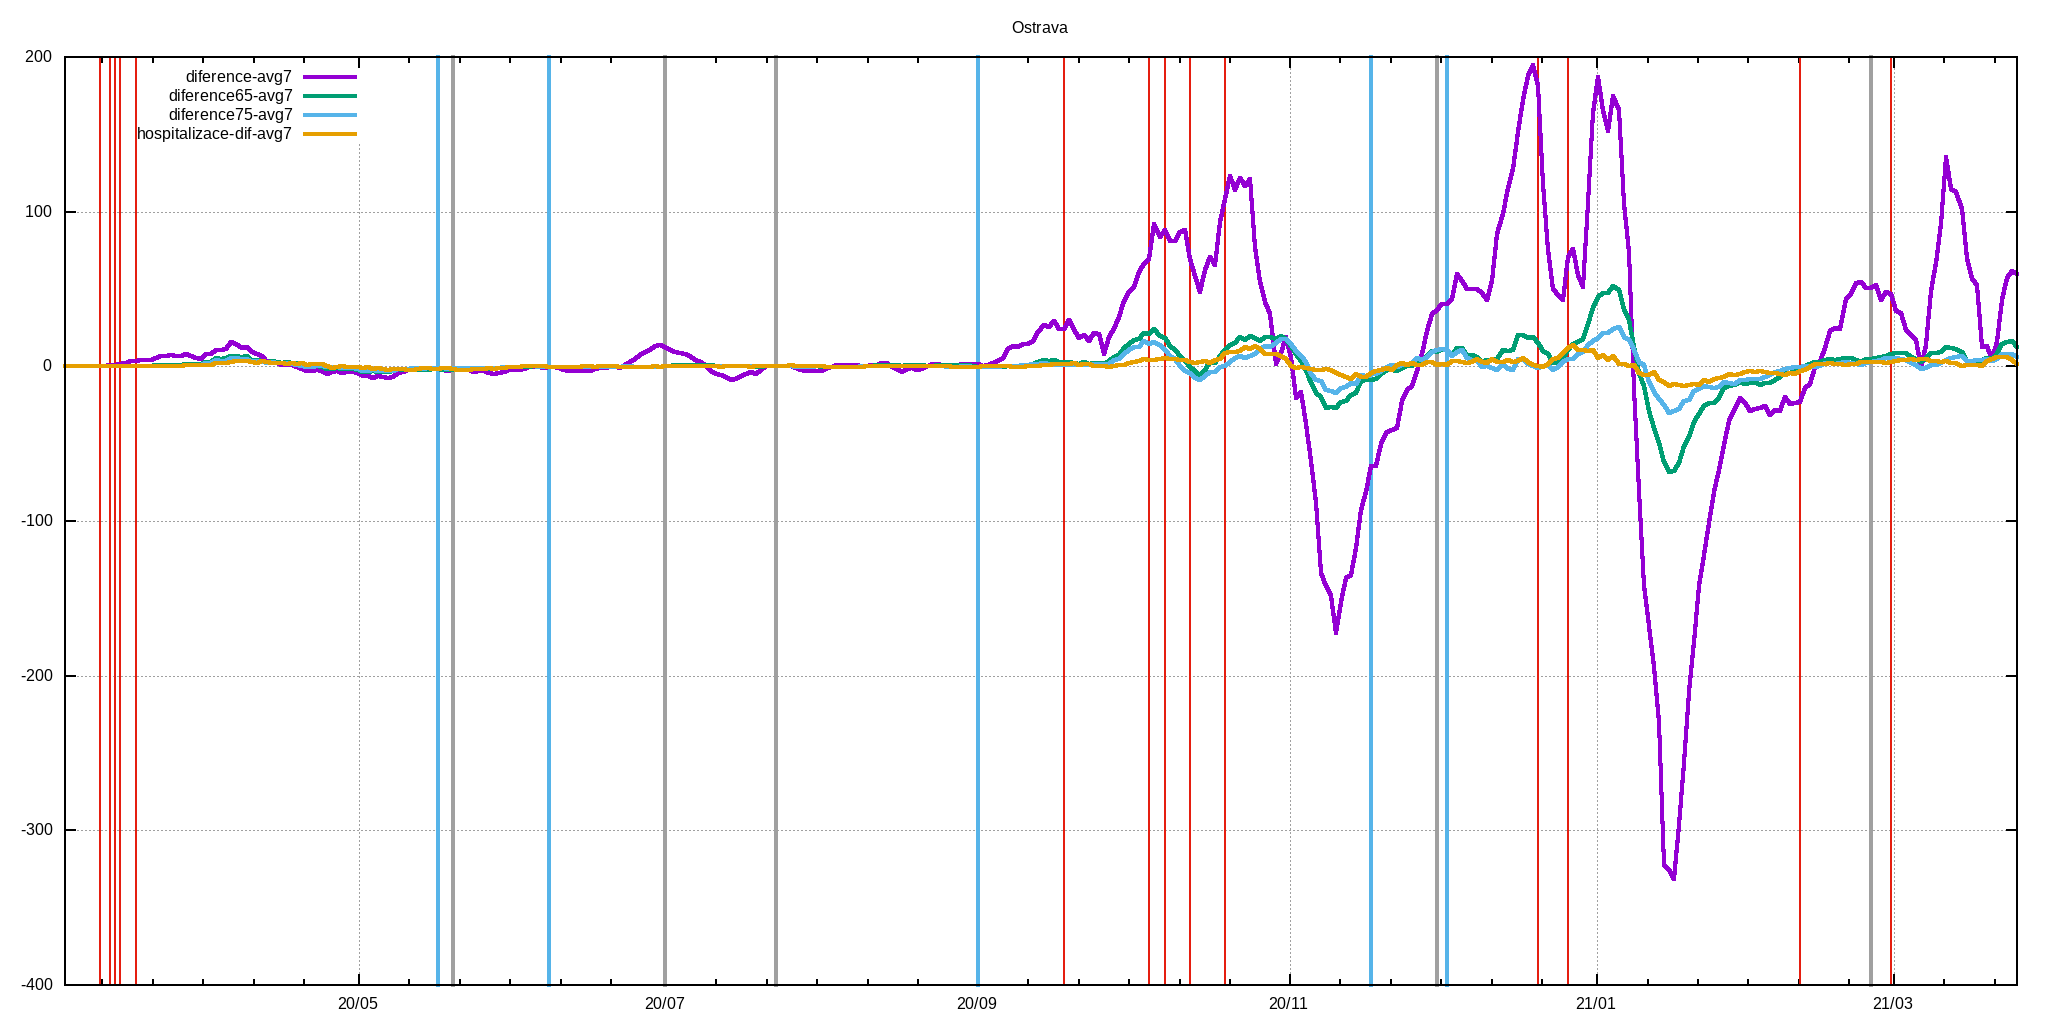 Ostrava
200
diference-avg7
diference65-avg7
diference75-avg7
hospitalizace-dif-avg7
100
0
-100
-200
-300
-400
20/05 20/07 20/09 20/11 21/01 21/03